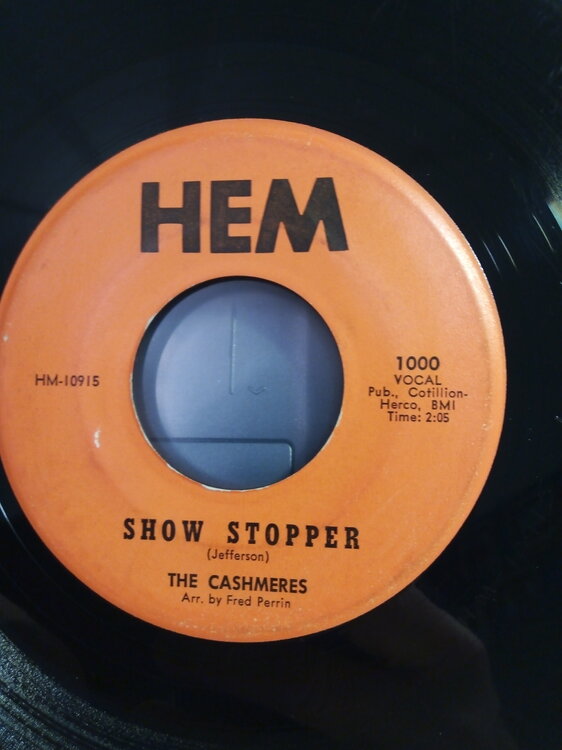 HEM
HM-10915
1000
VOCAL
Pub., Cotillion-
Herco, BMI
Time: 2:05
SHOW STOPPER
(Jefferson)
THE CASHMERES
Arr. by Fred Perrin